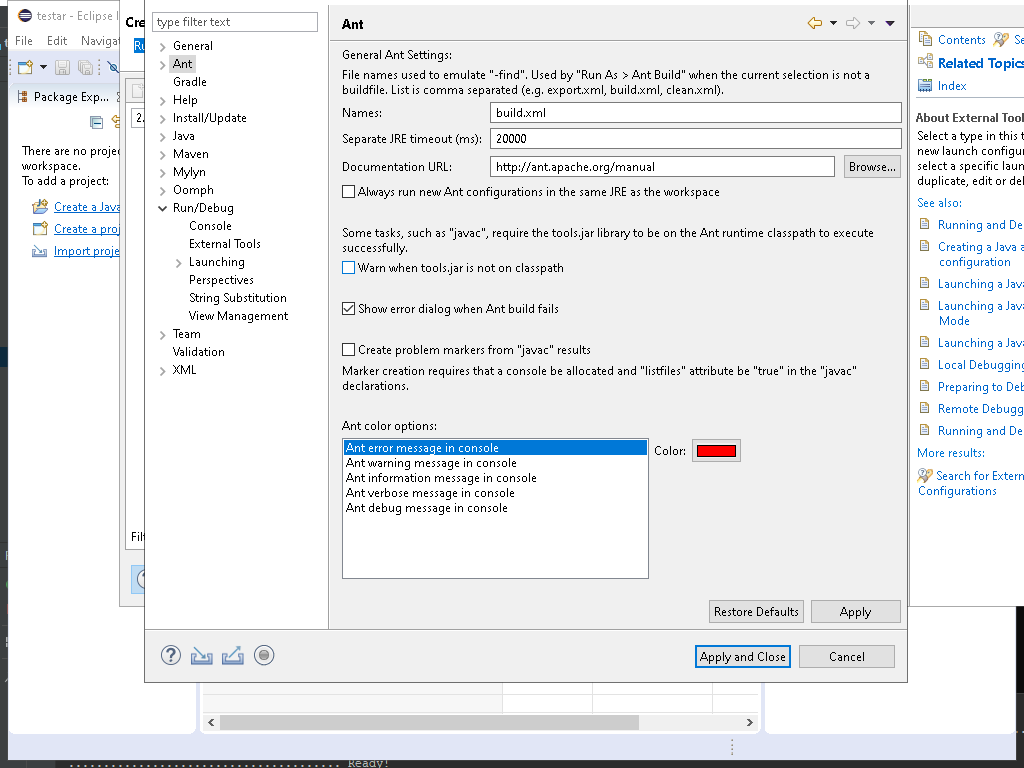 testar - Eclipse I
File
Edit
Navigat
Package Exp...
There are no proje
workspace.
To add a project:
Create a Java
Create a proj
Import proje
Cre
Ru
2.
Filt
type filter text
General
Ant
Gradle
Help
Install/Update
Java
Maven
Mylyn
Oomph
Run/Debug
Console
External Tools
Launching
Perspectives
String Substitution
View Management
Team
Validation
XML
Ant
General Ant Settings:
File names used to emulate "-find". Used by "Run As > Ant Build" when the current selection is not a
buildfile. List is comma separated (e.g. export.xml, build.xml, clean.xml).
Names:
build.xml
Separate JRE timeout (ms):
20000
Documentation URL:
http://ant.apache.org/manual
Browse...
Always run new Ant configurations in the same JRE as the workspace
Some tasks, such as "javac", require the tools.jar library to be on the Ant runtime classpath to execute
successfully.
Warn when tools.jar is not on classpath
Show error dialog when Ant build fails
Create problem markers from "javac" results
Marker creation requires that a console be allocated and "listfiles" attribute be "true" in the "javac"
declarations.
Ant color options:
Ant error message in console
Ant warning message in console
Ant information message in console
Ant verbose message in console
Ant debug message in console
Color:
Restore Defaults
Apply
Apply and Close
Cancel
Contents
Se
Related Topics
Index
About External Tool
Select a type in this t
new launch configur
select a specific laun
duplicate, edit or del
See also:
Running and De
Creating a Java a
configuration
Launching a Java
Launching a Java
Mode
Launching a Java
Local Debugging
Preparing to Deb
Remote Debugg
Running and De
More results:
Search for Extern
Configurations
Ready!